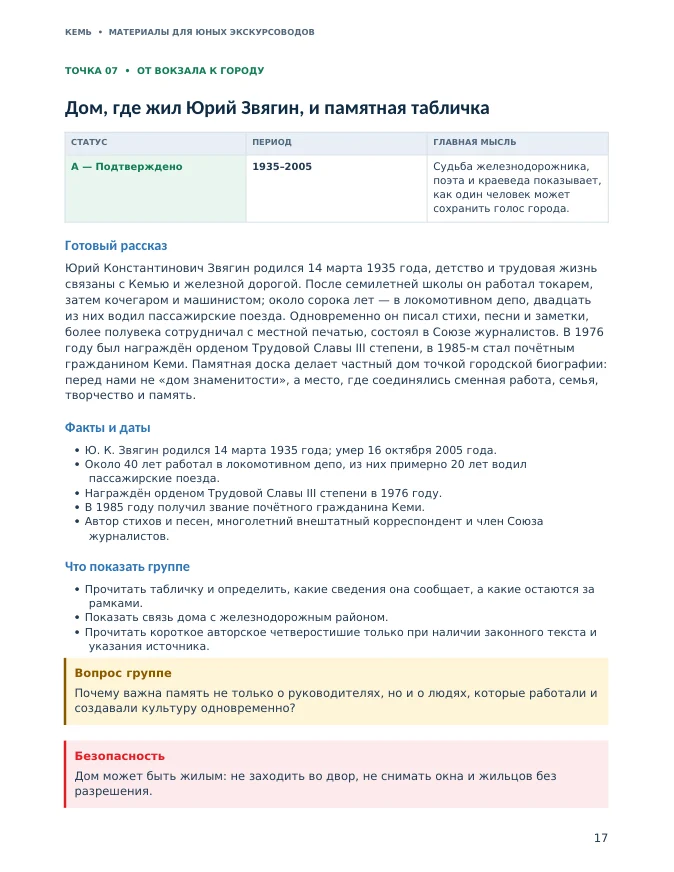 КЕМЬ • МАТЕРИАЛЫ ДЛЯ ЮНЫХ ЭКСКУРСОВОДОВ
ТОЧКА 07 • ОТ ВОКЗАЛА К ГОРОДУ
Дом, где жил Юрий Звягин, и памятная табличка
СТАТУС
ПЕРИОД
ГЛАВНАЯ МЫСЛЬ
А — Подтверждено
1935–2005
Судьба железнодорожника,
поэта и краеведа показывает,
как один человек может
сохранить голос города.
Готовый рассказ
Юрий Константинович Звягин родился 14 марта 1935 года, детство и трудовая жизнь
связаны с Кемью и железной дорогой. После семилетней школы он работал токарем,
затем кочегаром и машинистом; около сорока лет — в локомотивном депо, двадцать
из них водил пассажирские поезда. Одновременно он писал стихи, песни и заметки,
более полувека сотрудничал с местной печатью, состоял в Союзе журналистов. В 1976
году был награждён орденом Трудовой Славы III степени, в 1985-м стал почётным
гражданином Кеми. Памятная доска делает частный дом точкой городской биографии:
перед нами не «дом знаменитости», а место, где соединялись сменная работа, семья,
творчество и память.
Факты и даты
• Ю. К. Звягин родился 14 марта 1935 года; умер 16 октября 2005 года.
• Около 40 лет работал в локомотивном депо, из них примерно 20 лет водил
пассажирские поезда.
• Награждён орденом Трудовой Славы III степени в 1976 году.
• В 1985 году получил звание почётного гражданина Кеми.
• Автор стихов и песен, многолетний внештатный корреспондент и член Союза
журналистов.
Что показать группе
• Прочитать табличку и определить, какие сведения она сообщает, а какие остаются за
рамками.
• Показать связь дома с железнодорожным районом.
• Прочитать короткое авторское четверостишие только при наличии законного текста и
указания источника.
Вопрос группе
Почему важна память не только о руководителях, но и о людях, которые работали и
создавали культуру одновременно?
Безопасность
Дом может быть жилым: не заходить во двор, не снимать окна и жильцов без
разрешения.
17